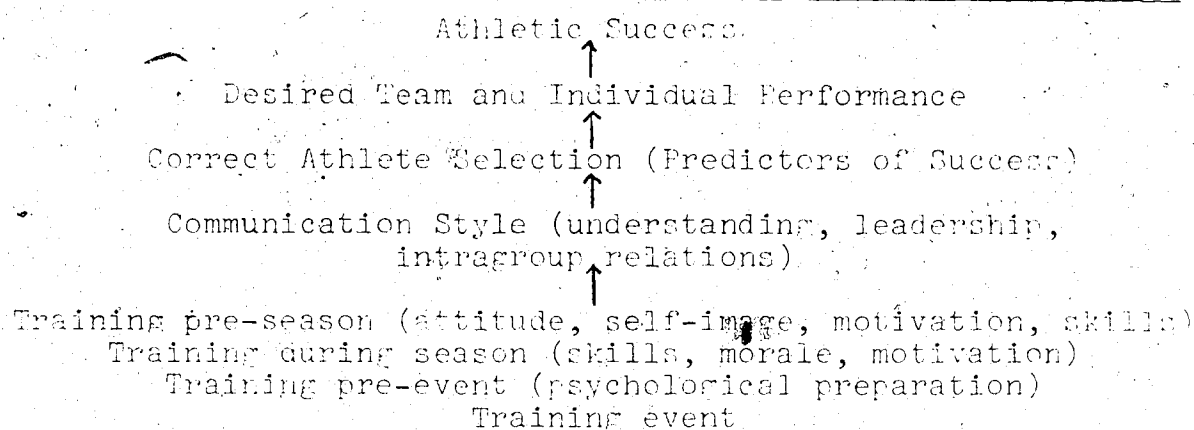 Athletic Success
Desired Team and Individual Performance
Correct Athlete Selection (Predictors of Success)
Communication Style (understanding, leadership,
intragroup relations)
Training pre-season (attitude, self-image, motivation, skills)
Training during season (skills, morale, motivation)
Training pre-event (psychological preparation)
Training event